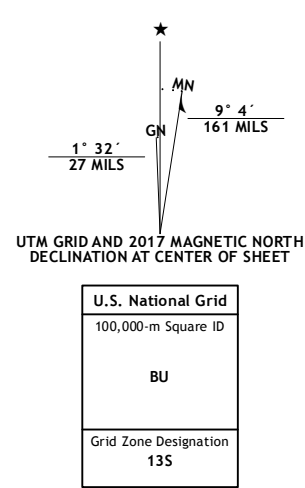 ★
MN
GN
9° 4´
161 MILS
1° 32´
27 MILS
UTM GRID AND 2017 MAGNETIC NORTH
DECLINATION AT CENTER OF SHEET
U.S. National Grid
100,000-m Square ID
BU
Grid Zone Designation
13S